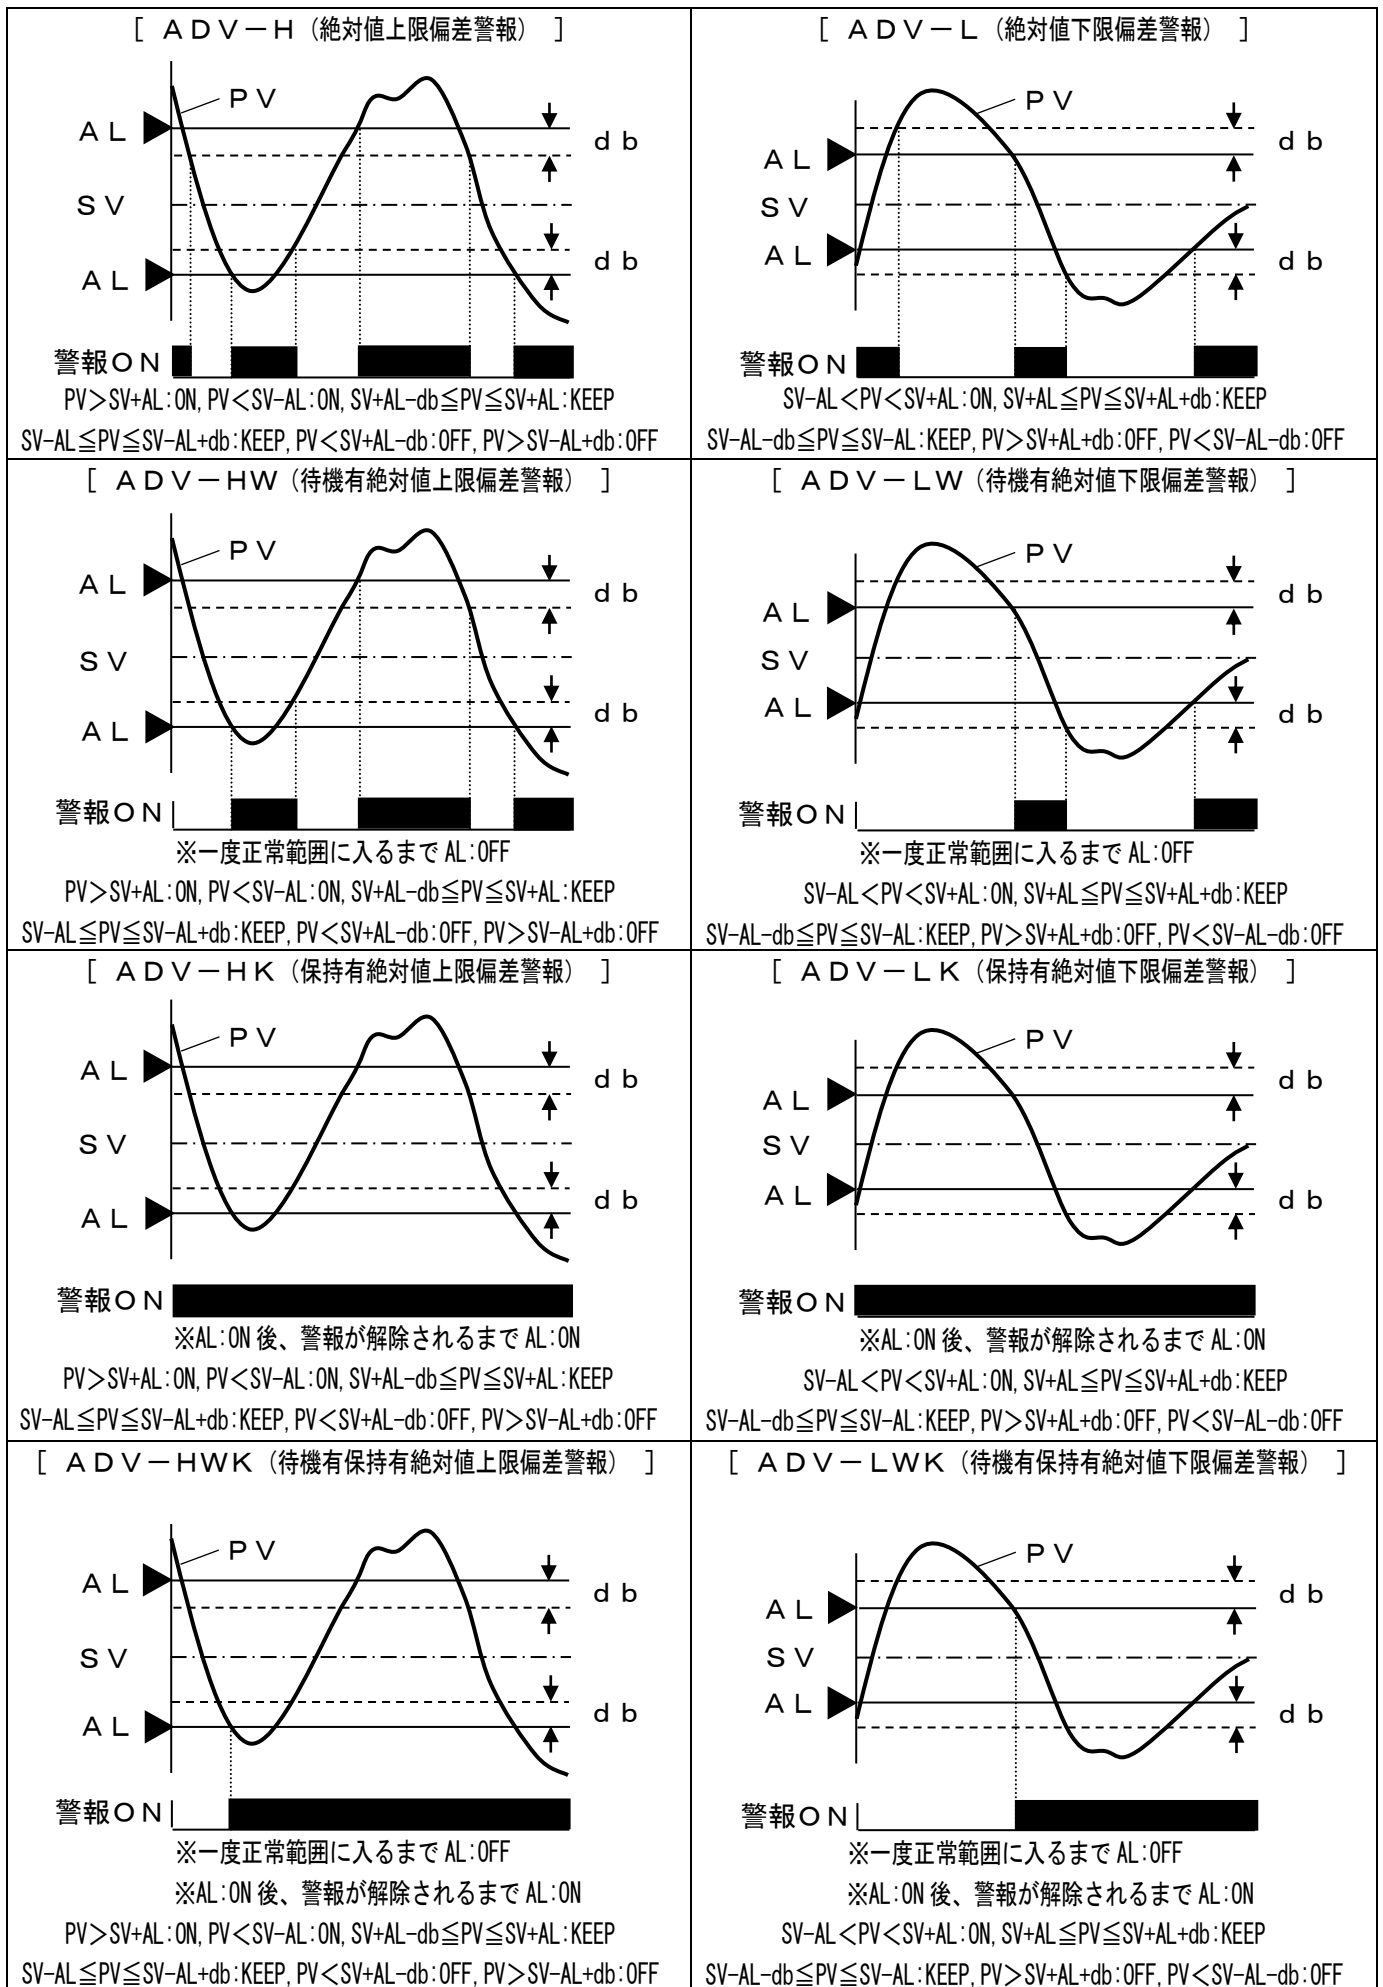 [ ADV－H（絶対値上限偏差警報） ]
PV
AL
db
SV
db
AL
警報ON
PV＞SV+AL:ON, PV＜SV-AL:ON, SV+AL-db≦PV≦SV+AL:KEEP
SV-AL≦PV≦SV-AL+db:KEEP, PV＜SV+AL-db:OFF, PV＞SV-AL+db:OFF
[ ADV－L（絶対値下限偏差警報） ]
PV
db
AL
SV
AL
db
警報ON
SV-AL＜PV＜SV+AL:ON, SV+AL≦PV≦SV+AL+db:KEEP
SV-AL-db≦PV≦SV-AL:KEEP, PV＞SV+AL+db:OFF, PV＜SV-AL-db:OFF
[ ADV－HW（待機有絶対値上限偏差警報） ]
PV
AL
db
SV
db
AL
警報ON
※一度正常範囲に入るまで AL:OFF
PV＞SV+AL:ON, PV＜SV-AL:ON, SV+AL-db≦PV≦SV+AL:KEEP
SV-AL≦PV≦SV-AL+db:KEEP, PV＜SV+AL-db:OFF, PV＞SV-AL+db:OFF
[ ADV－LW（待機有絶対値下限偏差警報） ]
PV
db
AL
SV
AL
db
警報ON
※一度正常範囲に入るまで AL:OFF
SV-AL＜PV＜SV+AL:ON, SV+AL≦PV≦SV+AL+db:KEEP
SV-AL-db≦PV≦SV-AL:KEEP, PV＞SV+AL+db:OFF, PV＜SV-AL-db:OFF
[ ADV－HK（保持有絶対値上限偏差警報） ]
PV
AL
db
SV
db
AL
警報ON
※AL:ON 後、警報が解除されるまで AL:ON
PV＞SV+AL:ON, PV＜SV-AL:ON, SV+AL-db≦PV≦SV+AL:KEEP
SV-AL≦PV≦SV-AL+db:KEEP, PV＜SV+AL-db:OFF, PV＞SV-AL+db:OFF
[ ADV－LK（保持有絶対値下限偏差警報） ]
PV
db
AL
SV
AL
db
警報ON
※AL:ON 後、警報が解除されるまで AL:ON
SV-AL＜PV＜SV+AL:ON, SV+AL≦PV≦SV+AL+db:KEEP
SV-AL-db≦PV≦SV-AL:KEEP, PV＞SV+AL+db:OFF, PV＜SV-AL-db:OFF
[ ADV－HWK（待機有保持有絶対値上限偏差警報） ]
PV
AL
db
SV
db
AL
警報ON
※一度正常範囲に入るまで AL:OFF
※AL:ON 後、警報が解除されるまで AL:ON
PV＞SV+AL:ON, PV＜SV-AL:ON, SV+AL-db≦PV≦SV+AL:KEEP
SV-AL≦PV≦SV-AL+db:KEEP, PV＜SV+AL-db:OFF, PV＞SV-AL+db:OFF
[ ADV－LWK（待機有保持有絶対値下限偏差警報） ]
PV
db
AL
SV
AL
db
警報ON
※一度正常範囲に入るまで AL:OFF
※AL:ON 後、警報が解除されるまで AL:ON
SV-AL＜PV＜SV+AL:ON, SV+AL≦PV≦SV+AL+db:KEEP
SV-AL-db≦PV≦SV-AL:KEEP, PV＞SV+AL+db:OFF, PV＜SV-AL-db:OFF